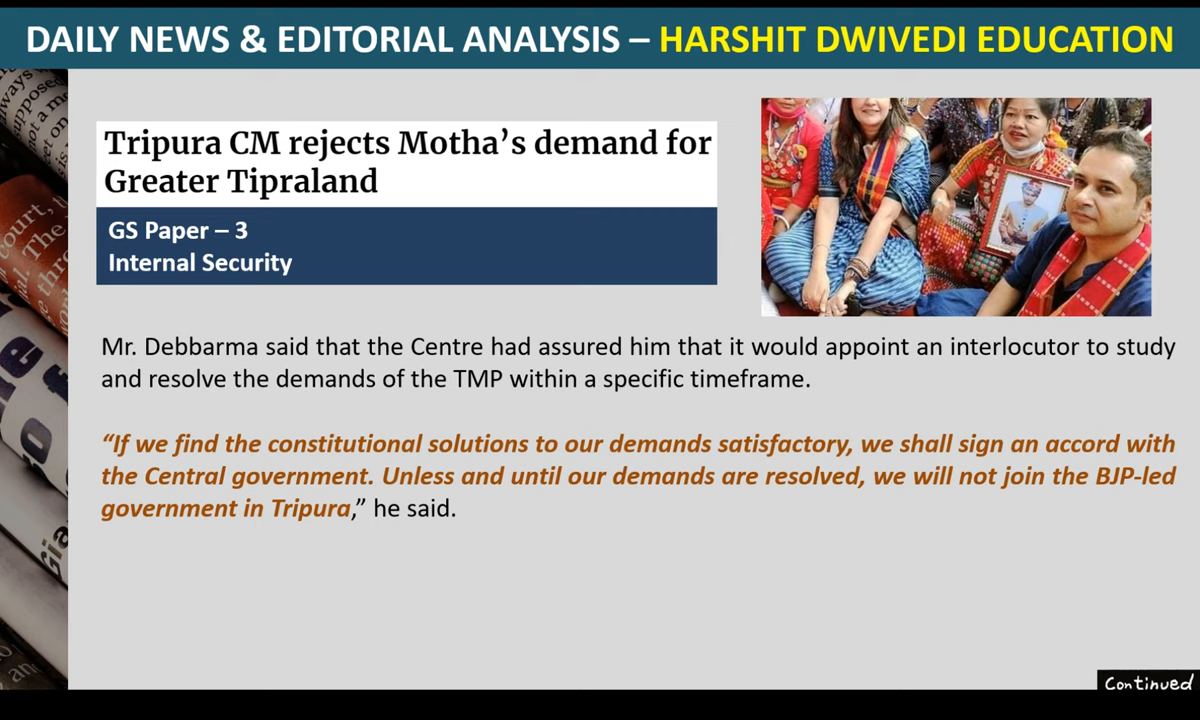 DAILY NEWS & EDITORIAL ANALYSIS – HARSHIT DWIVEDI EDUCATION
Tripura CM rejects Motha’s demand for
Greater Tipraland
GS Paper – 3
Internal Security
Mr. Debbarma said that the Centre had assured him that it would appoint an interlocutor to study
and resolve the demands of the TMP within a specific timeframe.
“If we find the constitutional solutions to our demands satisfactory, we shall sign an accord with
the Central government. Unless and until our demands are resolved, we will not join the BJP-led
government in Tripura,” he said.
Continued